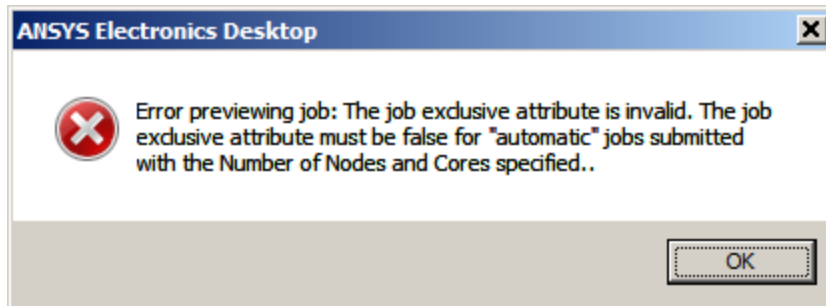 ANSYS Electronics Desktop
Error previewing job: The job exclusive attribute is invalid. The job
exclusive attribute must be false for "automatic" jobs submitted
with the Number of Nodes and Cores specified..
OK